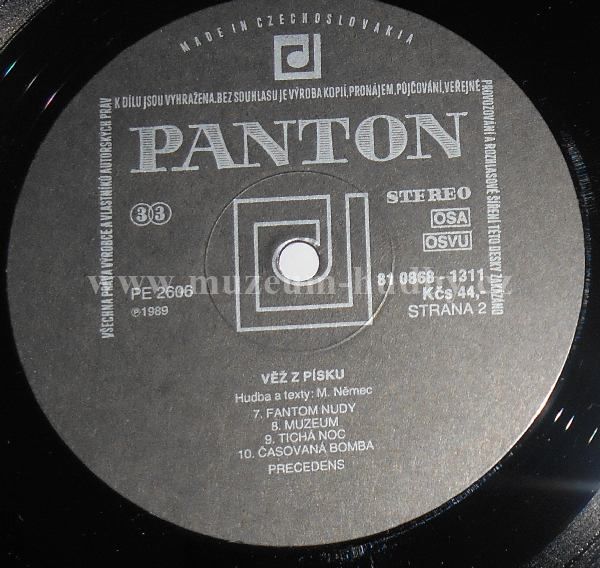 MADE IN CZECHOSLOVAKIA
VŠECHNA PRÁVA VÝROBCE A VLASTNÍKŮ AUTORSKÝCH PRÁV
K DÍLU JSOU VYHRAŽENA. BEZ SOUHLASU JE VÝROBA KOPIÍ, PRONÁJEM, PŮJČOVÁNÍ, VEŘEJNÉ
PROVOZOVÁNÍ A ROZHLASOVÉ ŠÍŘENÍ TÉTO DESKY ZAKÁZÁNO
PANTON
33
STEREO
OSA
OSVU
www.muzeum-hudby.cz
PE 2606
℗1989
81 0868-1311
Kčs 44,-
STRANA 2
VĚŽ Z PÍSKU
Hudba a texty: M. Němec
7. FANTOM NUDY
8. MUZEUM
9. TICHÁ NOC
10. ČASOVANÁ BOMBA
PRECEDENS